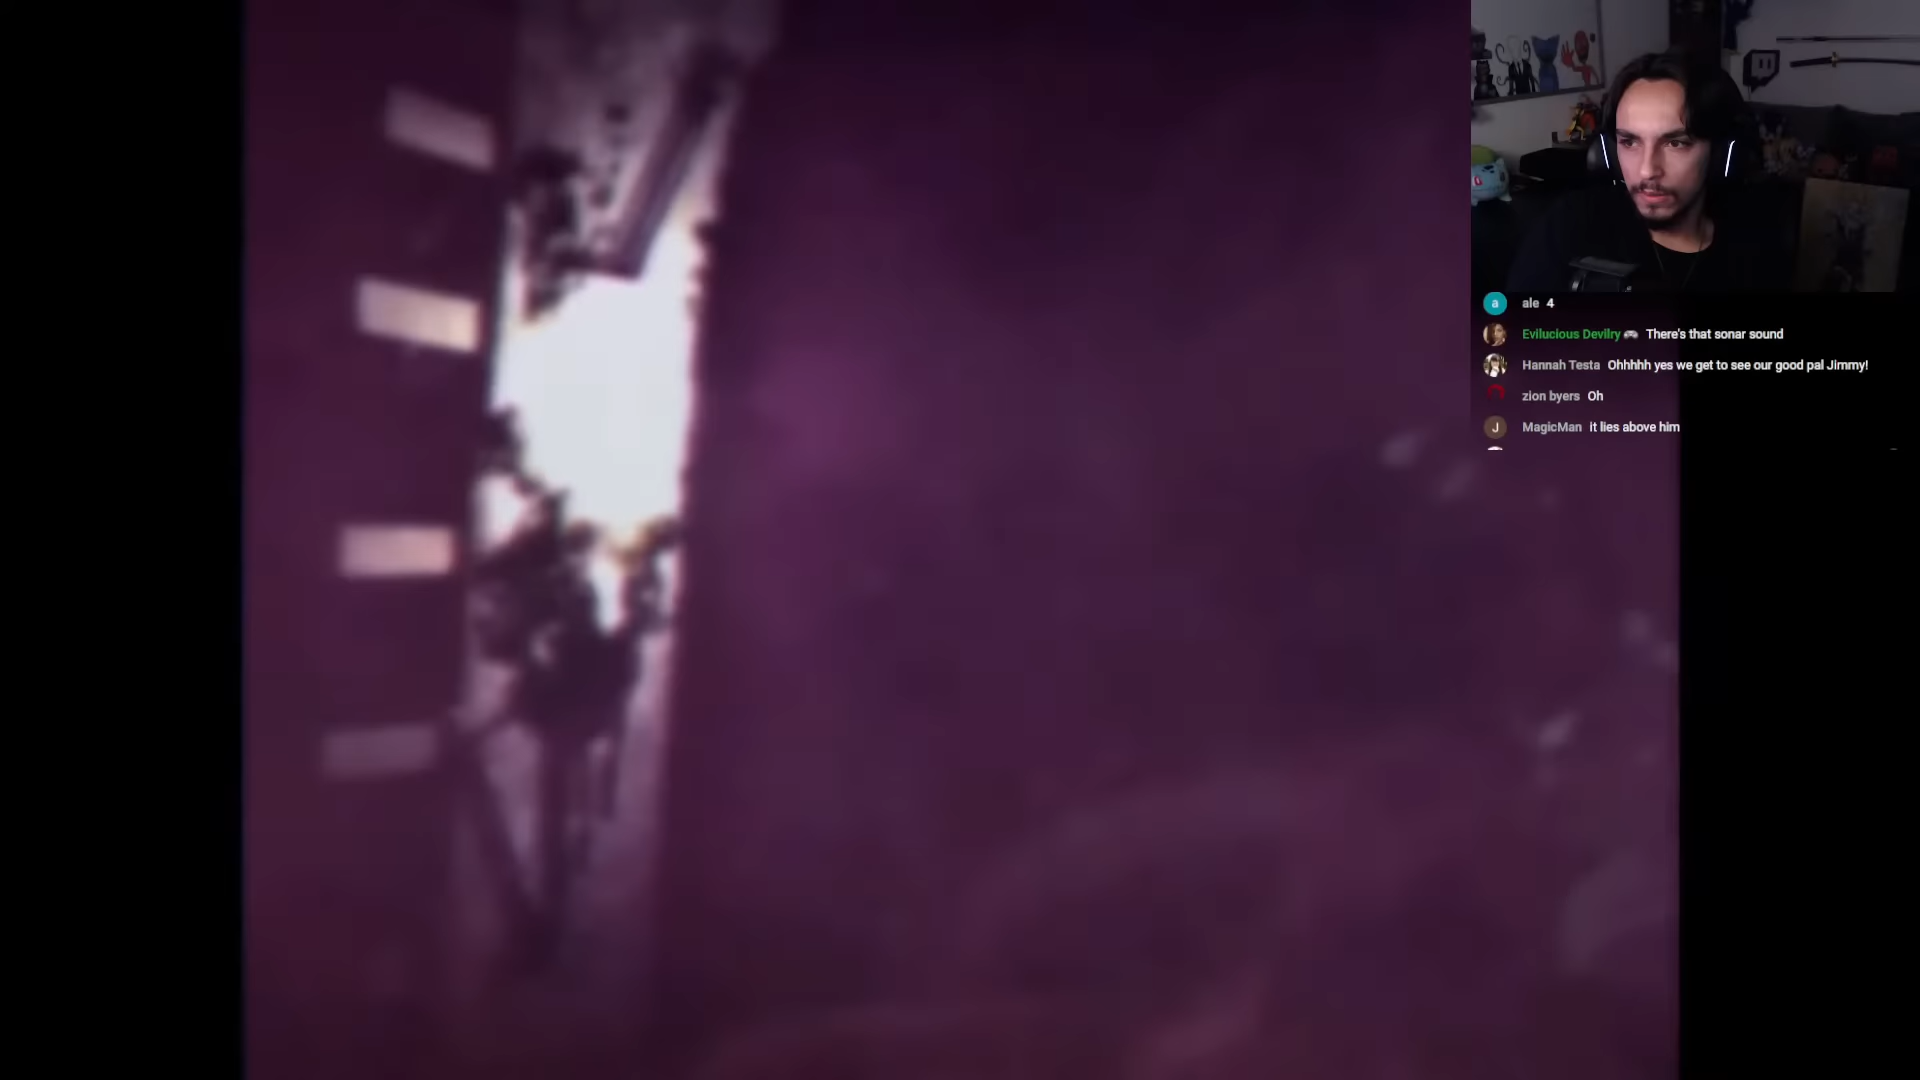 a ale 4
Evilucious Devilry There's that sonar sound
Hannah Testa Ohhhhh yes we get to see our good pal Jimmy!
zion byers Oh
J MagicMan it lies above him